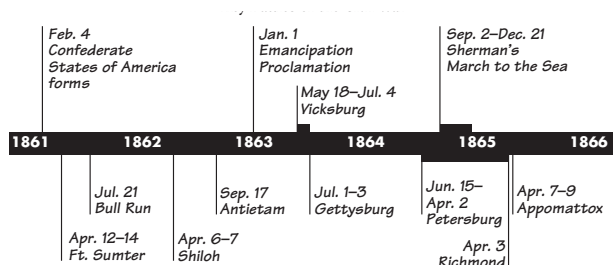 Feb. 4
Confederate
States of America
forms
Jan. 1
Emancipation
Proclamation
May 18–Jul. 4
Vicksburg
Sep. 2–Dec. 21
Sherman's
March to the Sea
1861 1862 1863 1864 1865 1866
Apr. 12–14
Ft. Sumter
Jul. 21
Bull Run
Apr. 6–7
Shiloh
Sep. 17
Antietam
Jul. 1–3
Gettysburg
Jun. 15–
Apr. 2
Petersburg
Apr. 3
Richmond
Apr. 7–9
Appomattox